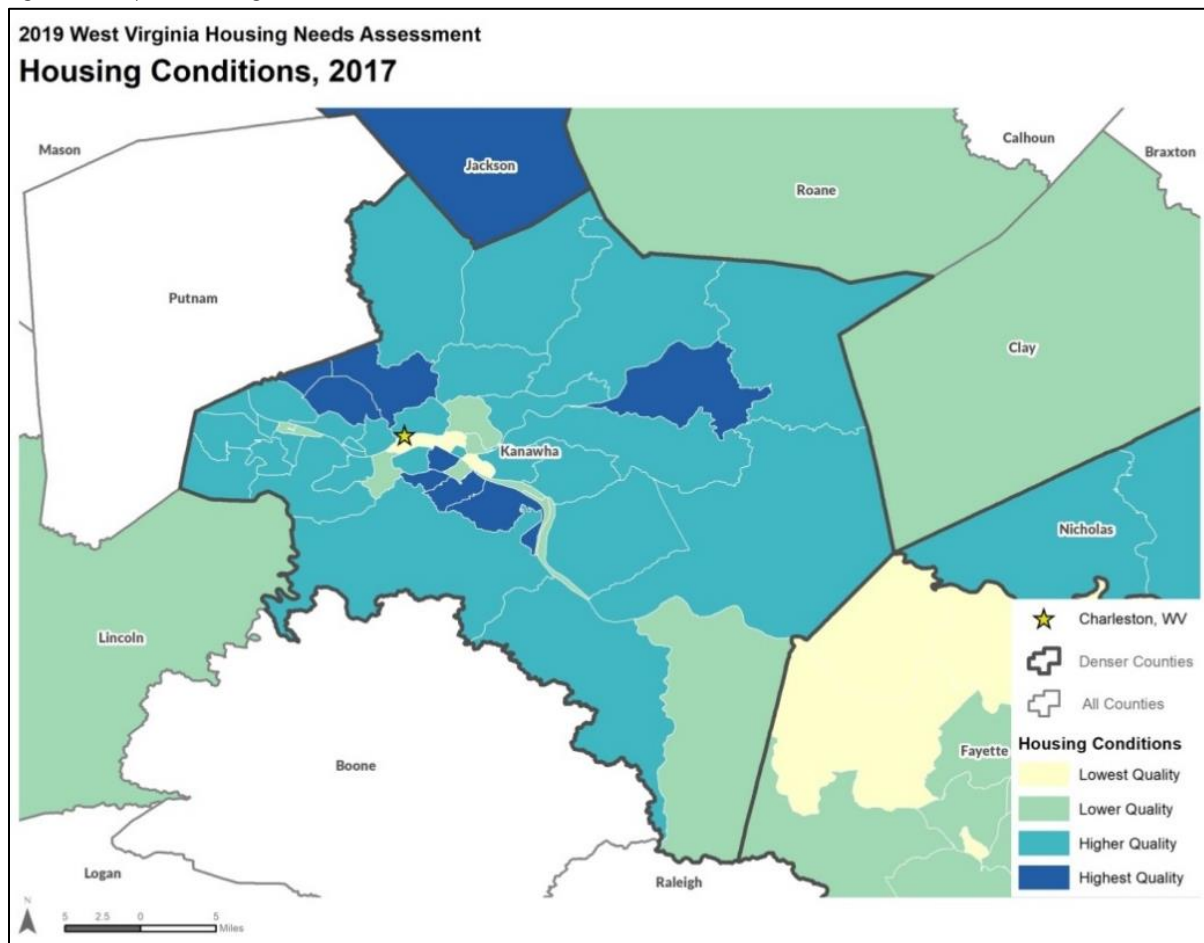 2019 West Virginia Housing Needs Assessment
Housing Conditions, 2017
Mason
Jackson
Calhoun
Braxton
Roane
Putnam
Clay
Kanawha
Nicholas
Lincoln
Boone
Fayette
Logan
Raleigh
Charleston, WV
Denser Counties
All Counties
Housing Conditions
Lowest Quality
Lower Quality
Higher Quality
Highest Quality
N
5 2.5 0 5
Miles